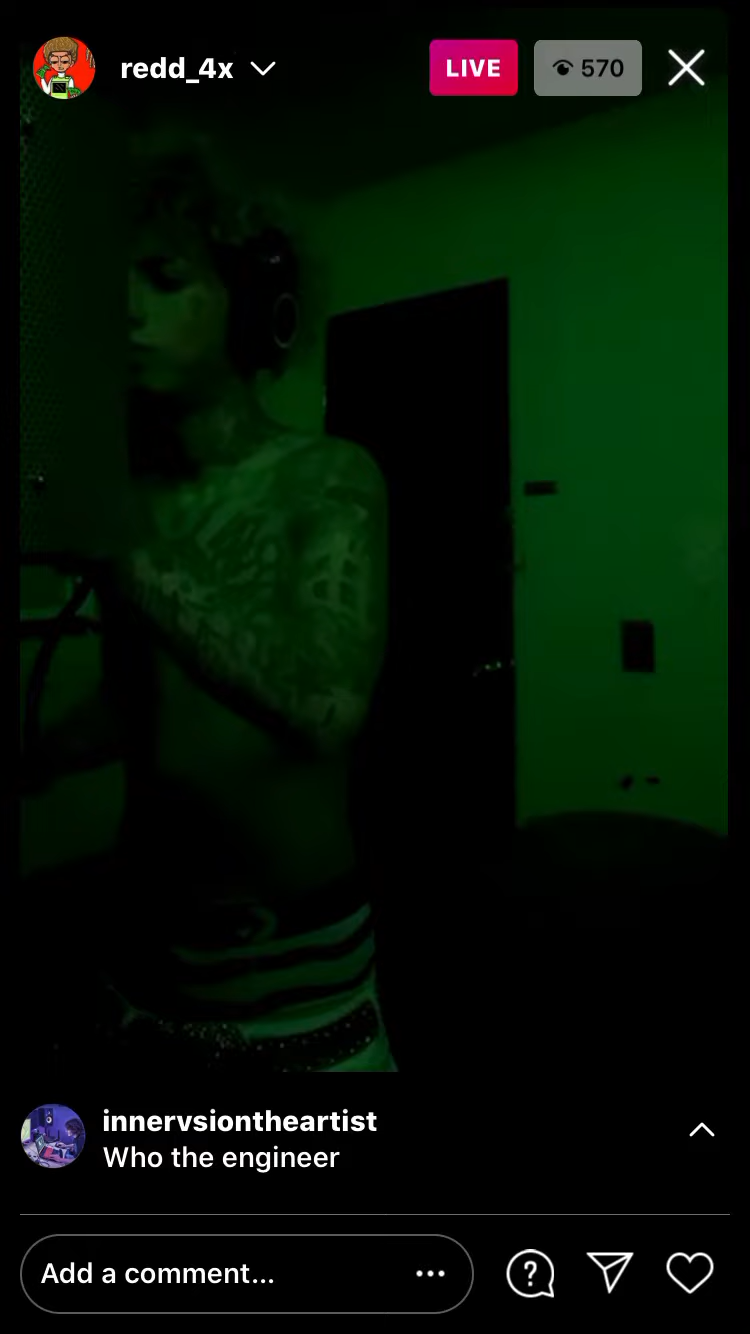 redd_4x
LIVE
570
innervsiontheartist
Who the engineer
Add a comment...